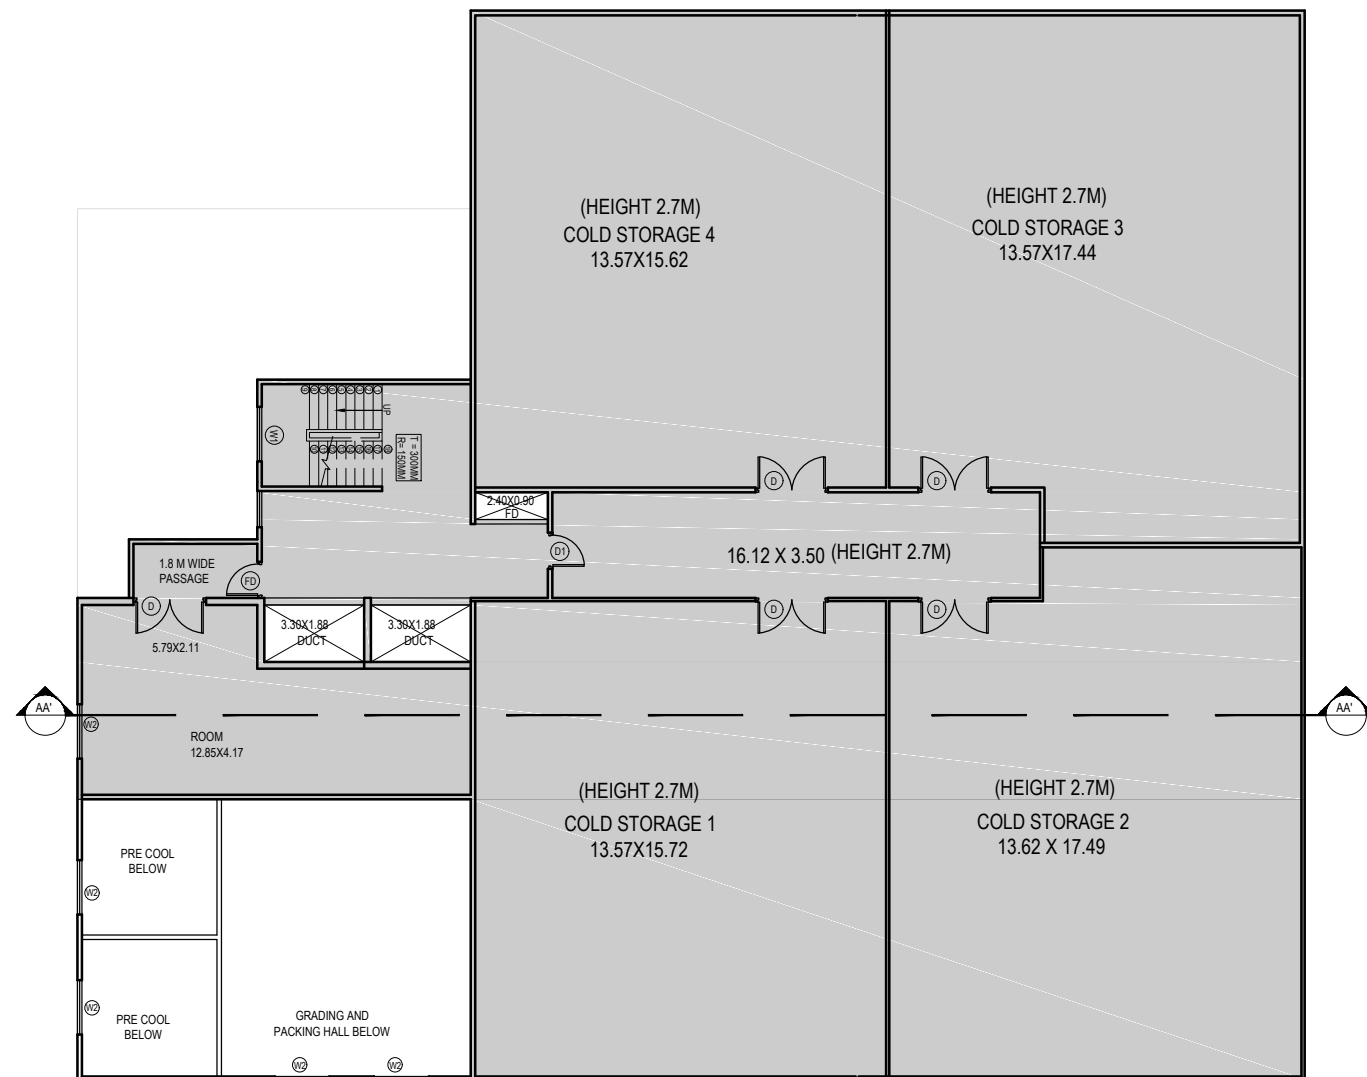 (HEIGHT 2.7M)
COLD STORAGE 4
13.57X15.62
(HEIGHT 2.7M)
COLD STORAGE 3
13.57X17.44
UP
W1
T = 300MM
R= 150MM
2.40X0.90
FD
D
D
D1
16.12 X 3.50 (HEIGHT 2.7M)
1.8 M WIDE
PASSAGE
FD
D
D
D
3.30X1.88
DUCT
3.30X1.88
DUCT
5.79X2.11
AA'
AA'
W2
ROOM
12.85X4.17
(HEIGHT 2.7M)
COLD STORAGE 1
13.57X15.72
(HEIGHT 2.7M)
COLD STORAGE 2
13.62 X 17.49
PRE COOL
BELOW
W2
W2
PRE COOL
BELOW
GRADING AND
PACKING HALL BELOW
W2
W2